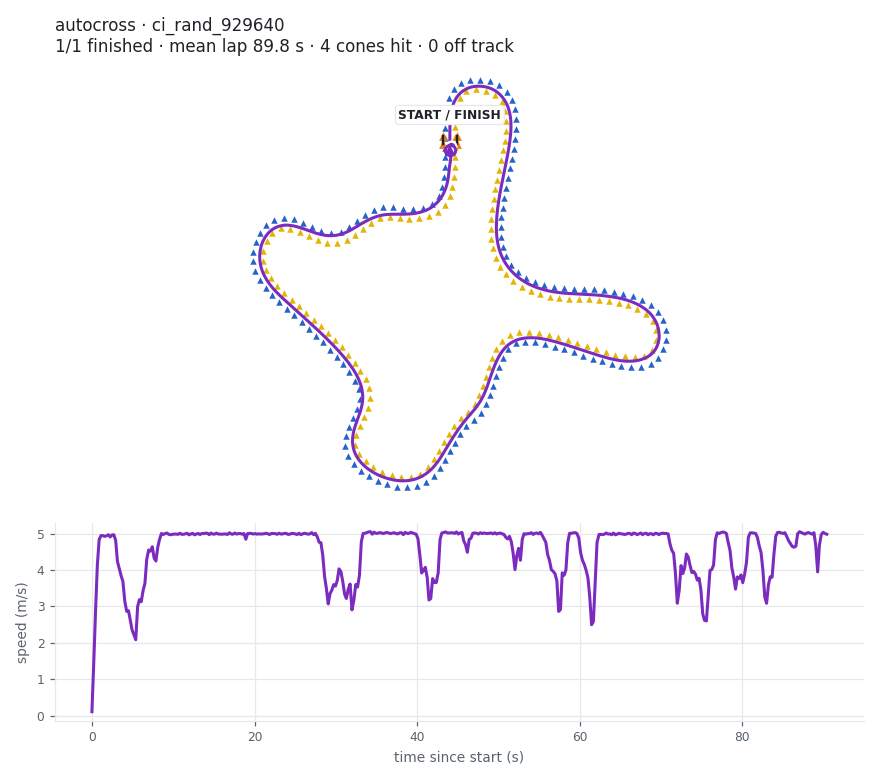 autocross · ci_rand_929640
1/1 finished · mean lap 89.8 s · 4 cones hit · 0 off track
START / FINISH
5
4
3
2
1
0
speed (m/s)
0 20 40 60 80
time since start (s)